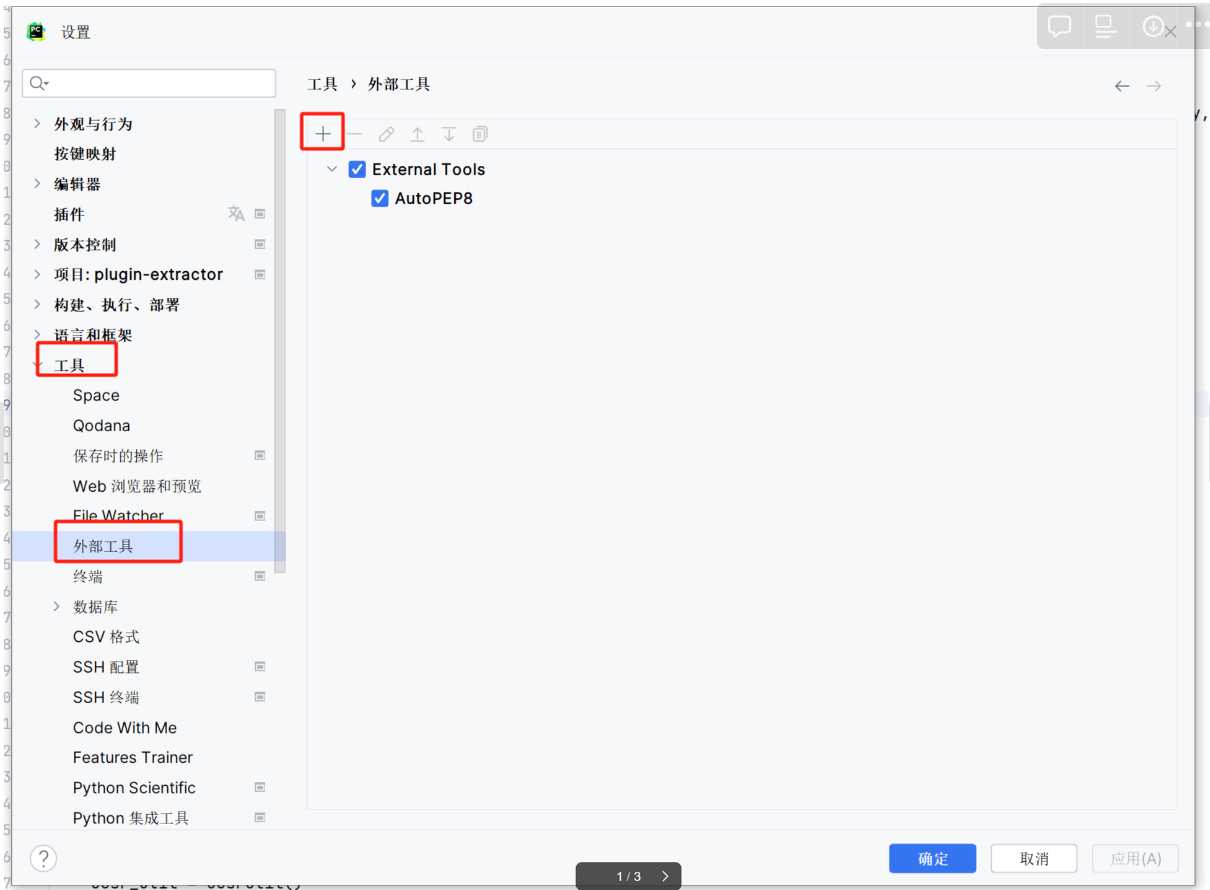 PC 设置
工具 › 外部工具
外观与行为
按键映射
编辑器
插件
版本控制
项目: plugin-extractor
构建、执行、部署
语言和框架
工具
Space
Qodana
保存时的操作
Web 浏览器和预览
File Watcher
外部工具
终端
数据库
CSV 格式
SSH 配置
SSH 终端
Code With Me
Features Trainer
Python Scientific
Python 集成工具
External Tools
AutoPEP8
?
确定
取消
应用(A)
1 / 3